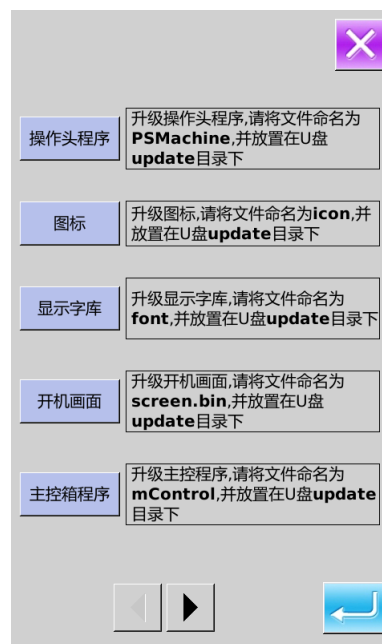 操作头程序
升级操作头程序,请将文件命名为
PSMachine,并放置在U盘
update目录下
图标
升级图标,请将文件命名为icon,并
放置在U盘update目录下
显示字库
升级显示字库,请将文件命名为
font,并放置在U盘update目录下
开机画面
升级开机画面,请将文件命名为
screen.bin,并放置在U盘
update目录下
主控箱程序
升级主控程序,请将文件命名为
mControl,并放置在U盘update
目录下